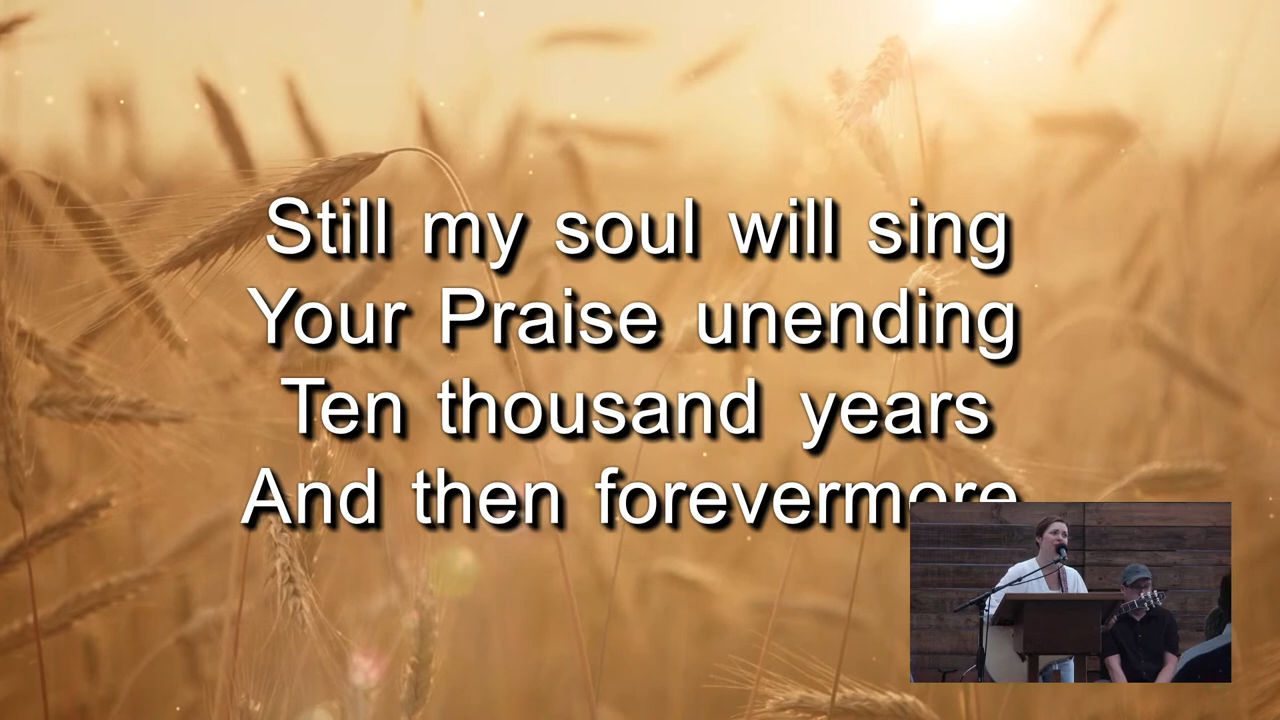 Still my soul will sing
Your Praise unending
Ten thousand years
And then forevermore